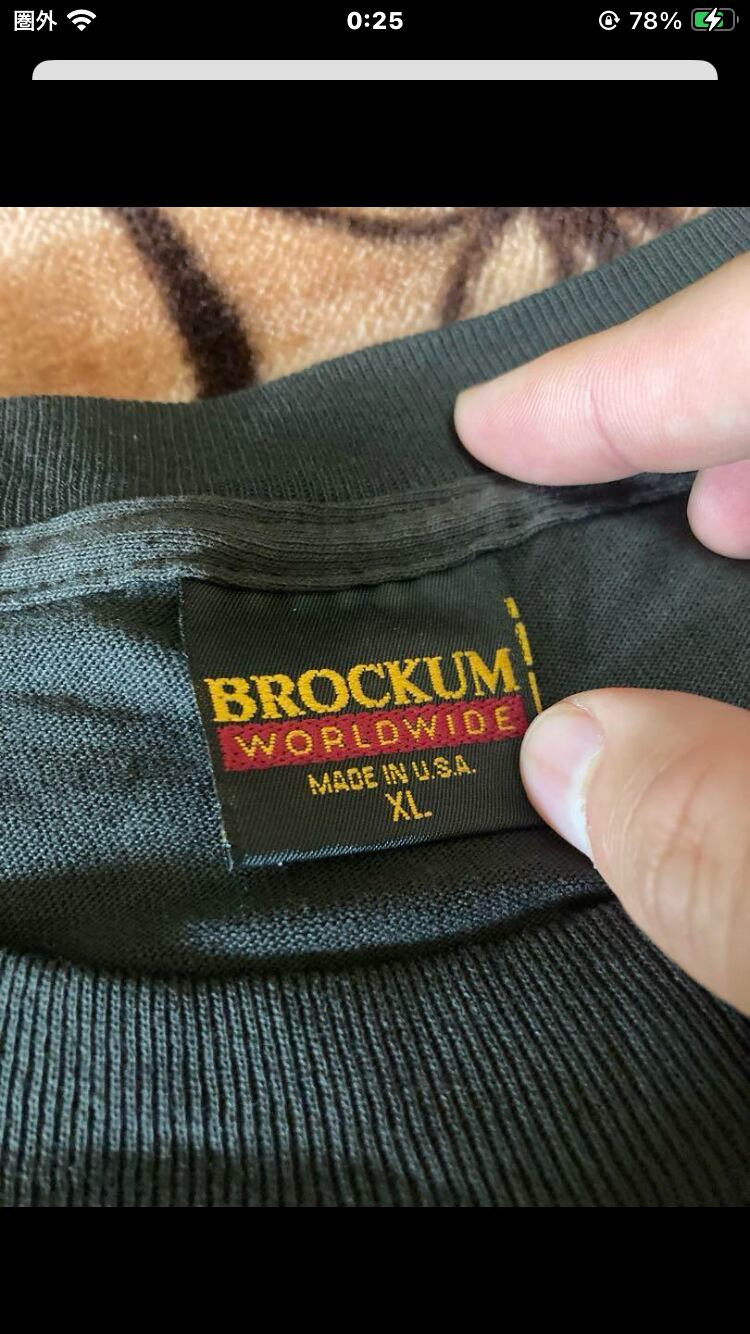 圏外 0:25 78%
BROCKUM
WORLDWIDE
MADE IN U.S.A.
XL.